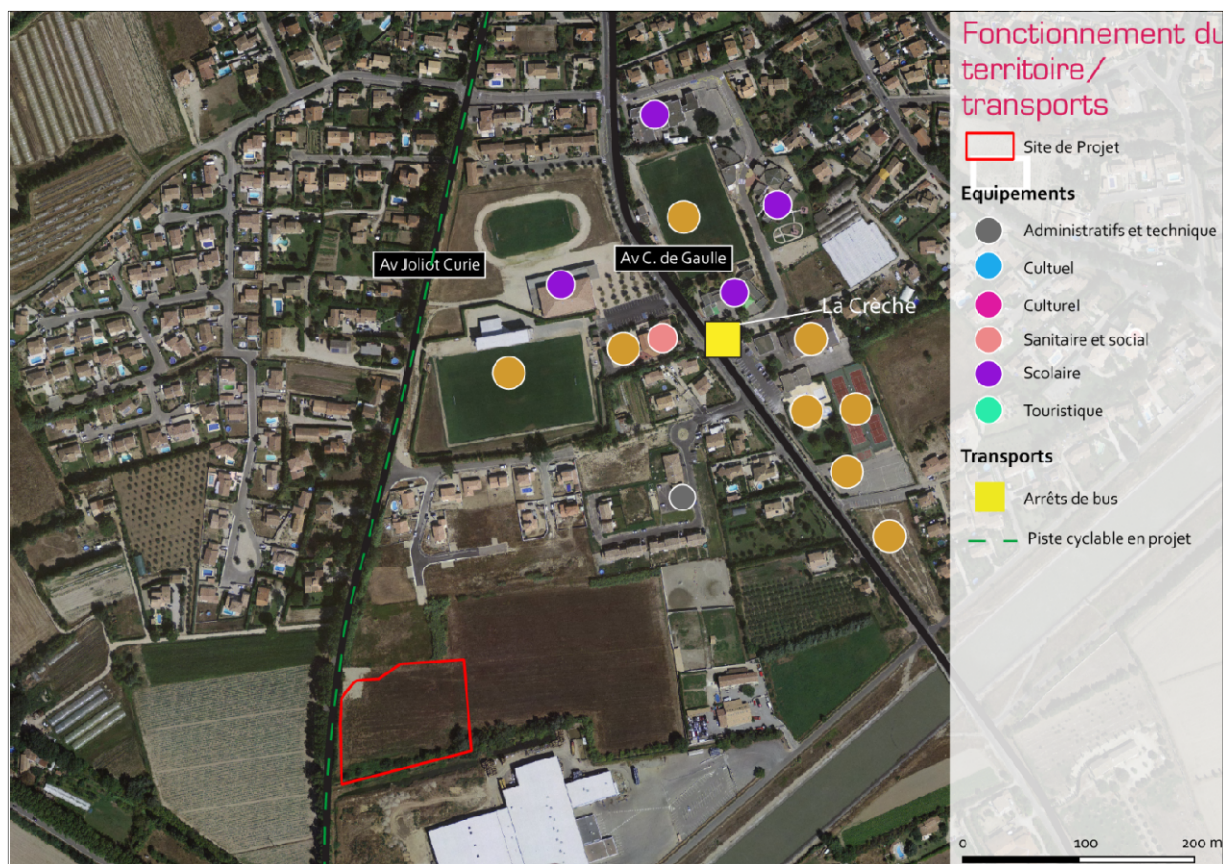 Fonctionnement du
territoire/
transports
Site de Projet
Equipements
Administratifs et technique
Cultuel
Culturel
Sanitaire et social
Scolaire
Touristique
Transports
Arrêts de bus
Piste cyclable en projet
Av Joliot Curie
Av C. de Gaulle
La Crèche
0 100 200 m